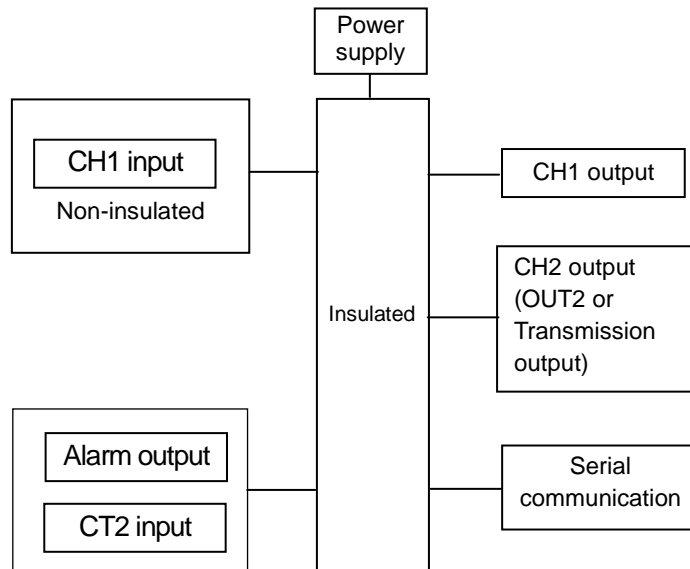 Power
supply
CH1 input
Non-insulated
CH1 output
CH2 output
(OUT2 or
Transmission
output)
Insulated
Alarm output
CT2 input
Serial
communication